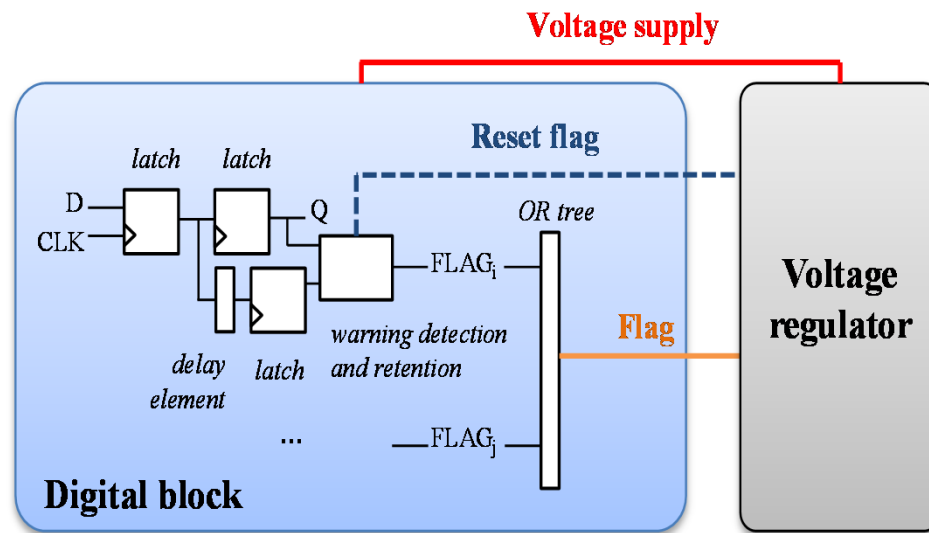 Voltage supply
Reset flag
latch latch
D
CLK
Q
OR tree
FLAGi
Voltage
regulator
Flag
warning detection
and retention
delay
element
latch
...
FLAGj
Digital block